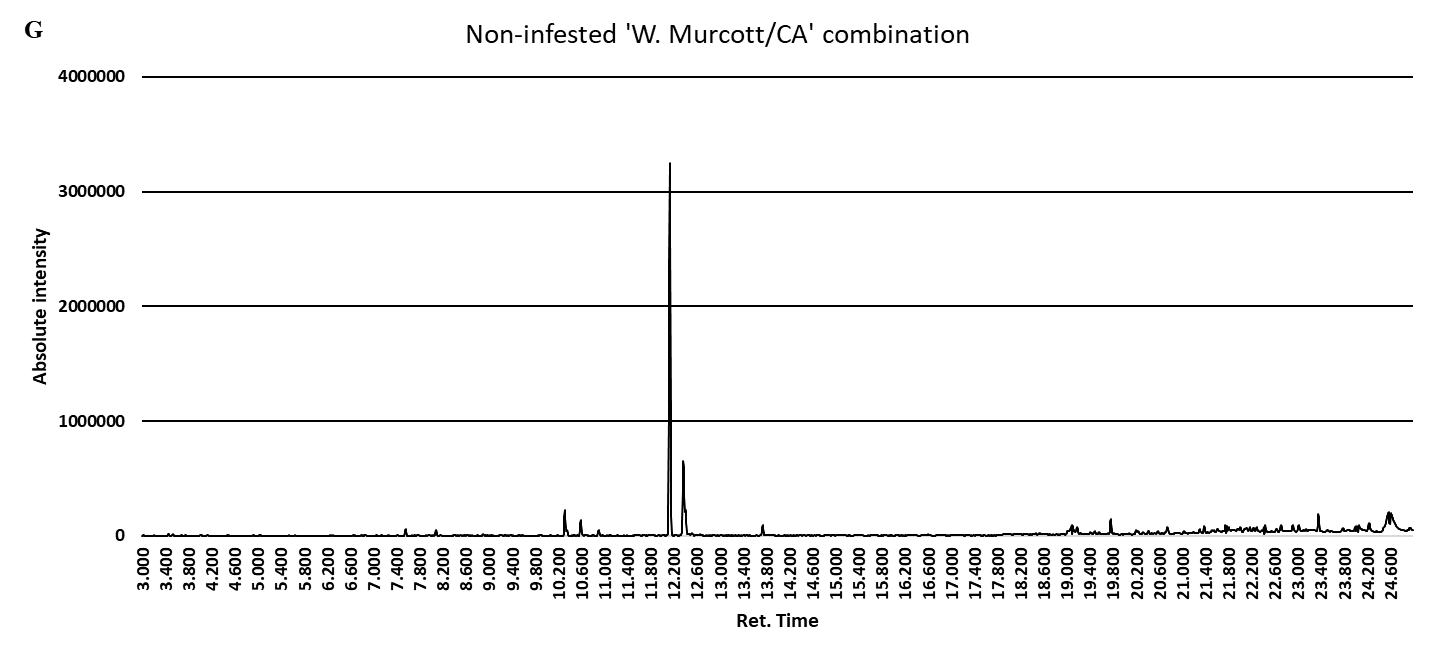 G
Non-infested 'W. Murcott/CA' combination
4000000
3000000
2000000
1000000
0
Absolute intensity
3.000 3.400 3.800 4.200 4.600 5.000 5.400 5.800 6.200 6.600 7.000 7.400 7.800 8.200 8.600 9.000 9.400 9.800 10.200 10.600 11.000 11.400 11.800 12.200 12.600 13.000 13.400 13.800 14.200 14.600 15.000 15.400 15.800 16.200 16.600 17.000 17.400 17.800 18.200 18.600 19.000 19.400 19.800 20.200 20.600 21.000 21.400 21.800 22.200 22.600 23.000 23.400 23.800 24.200 24.600
Ret. Time